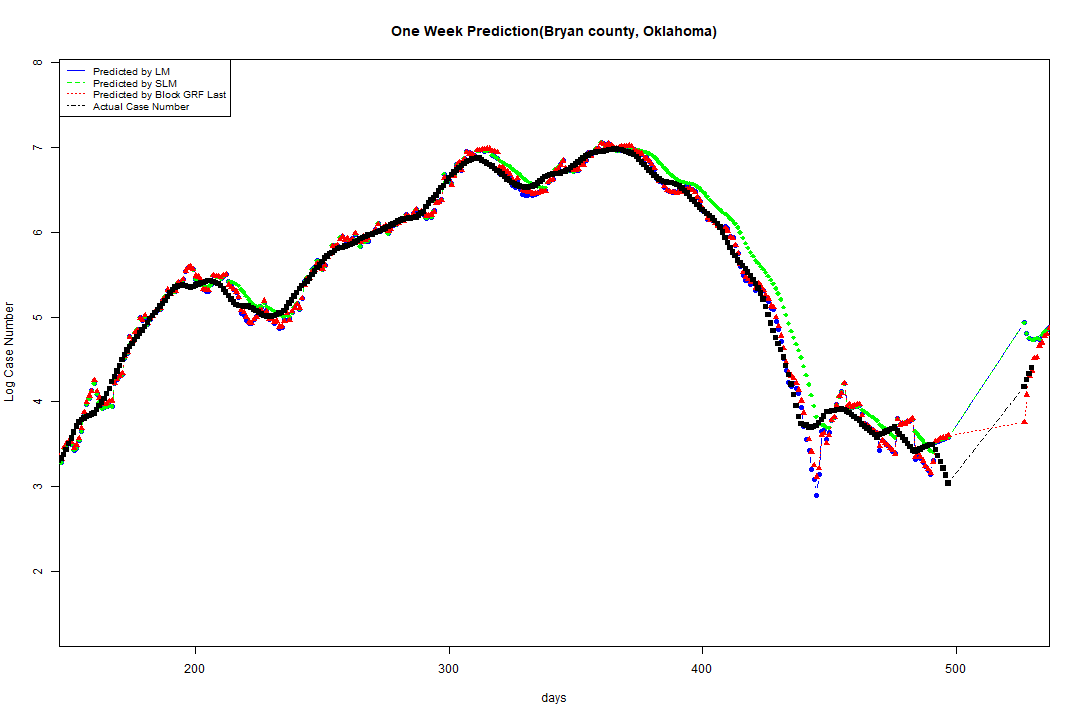 One Week Prediction(Bryan county, Oklahoma)
Predicted by LM
Predicted by SLM
Predicted by Block GRF Last
Actual Case Number
8
7
6
5
4
3
2
Log Case Number
200 300 400 500
days